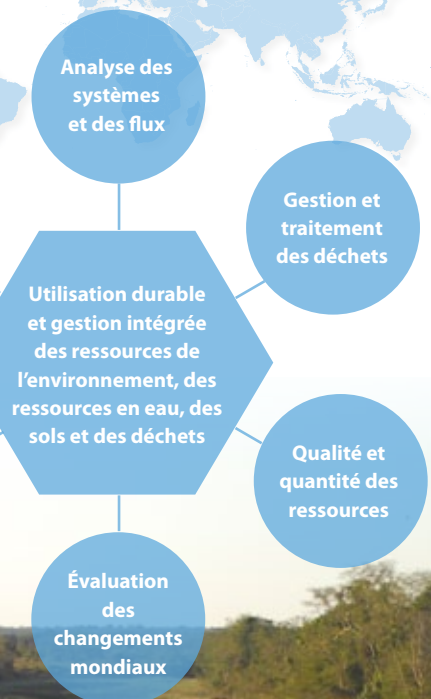 Analyse des
systèmes
et des flux
Gestion et
traitement
des déchets
Utilisation durable
et gestion intégrée
des ressources de
l’environnement, des
ressources en eau, des
sols et des déchets
Qualité et
quantité des
ressources
Évaluation
des
changements
mondiaux